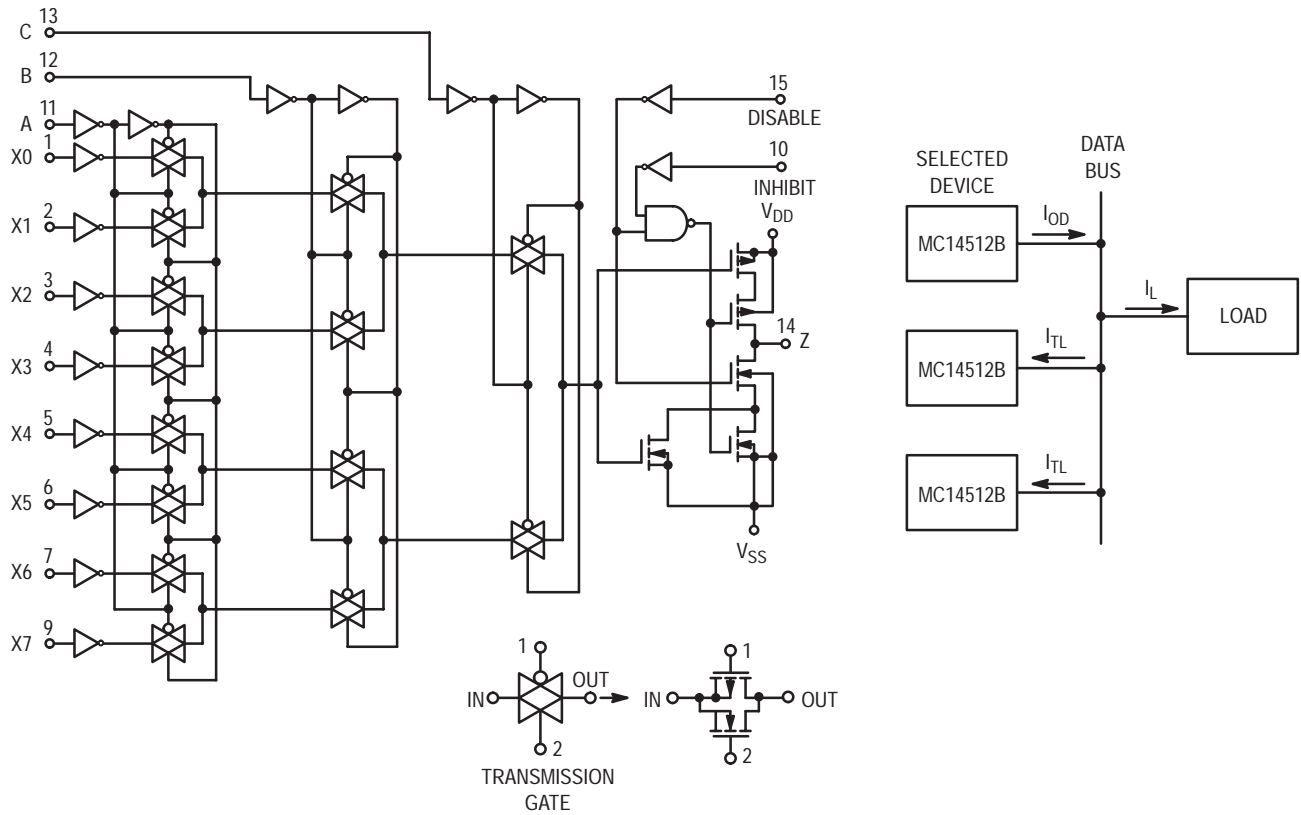 C 13
B 12
A 11
X0 1
X1 2
X2 3
X3 4
X4 5
X5 6
X6 7
X7 9
15
DISABLE
10
INHIBIT
VDD
14 Z
VSS
1
IN
OUT
2
TRANSMISSION
GATE
1
IN
OUT
2
SELECTED
DEVICE
DATA
BUS
MC14512B
IOD
IL
LOAD
MC14512B
ITL
MC14512B
ITL